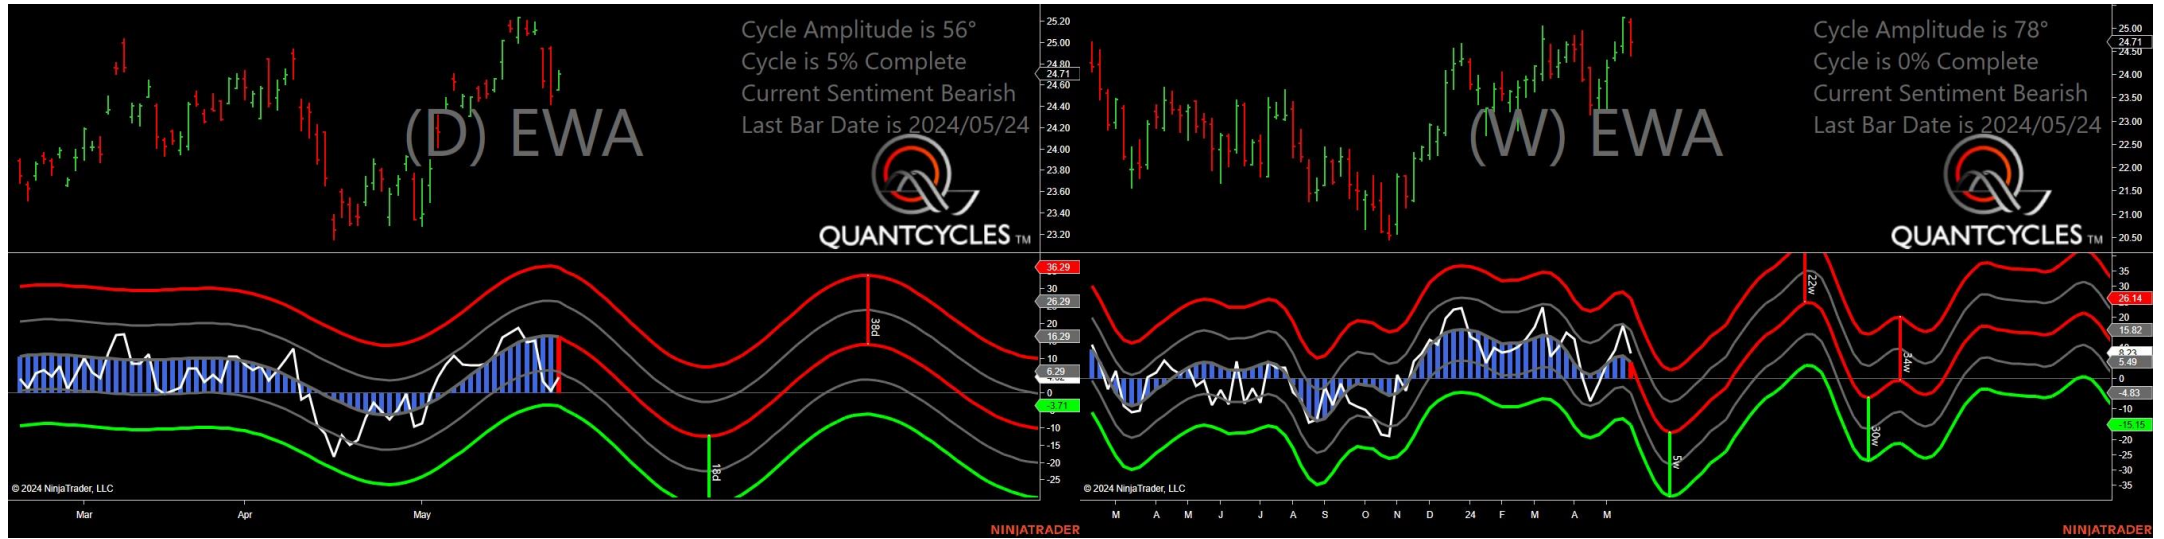 Cycle Amplitude is 56°
Cycle is 5% Complete
Current Sentiment Bearish
Last Bar Date is 2024/05/24
(D) EWA
QUANTCYCLES TM
25.20
25.00
24.80
24.71
24.60
24.40
24.20
24.00
23.80
23.60
23.40
23.20
36.29
30
26.29
20
16.29
10
6.29
0
-3.71
-10
-15
-20
-25
38d
18d
© 2024 NinjaTrader, LLC
Mar Apr May
NINJATRADER
Cycle Amplitude is 78°
Cycle is 0% Complete
Current Sentiment Bearish
Last Bar Date is 2024/05/24
(W) EWA
QUANTCYCLES TM
25.00
24.71
24.50
24.00
23.50
23.00
22.50
22.00
21.50
21.00
20.50
35
30
26.14
20
15.82
8.23
5.49
0
-4.83
-10
-15.15
-20
-25
-30
-35
22w
34w
30w
5w
© 2024 NinjaTrader, LLC
M A M J J A S O N D 24 F M A M
NINJATRADER